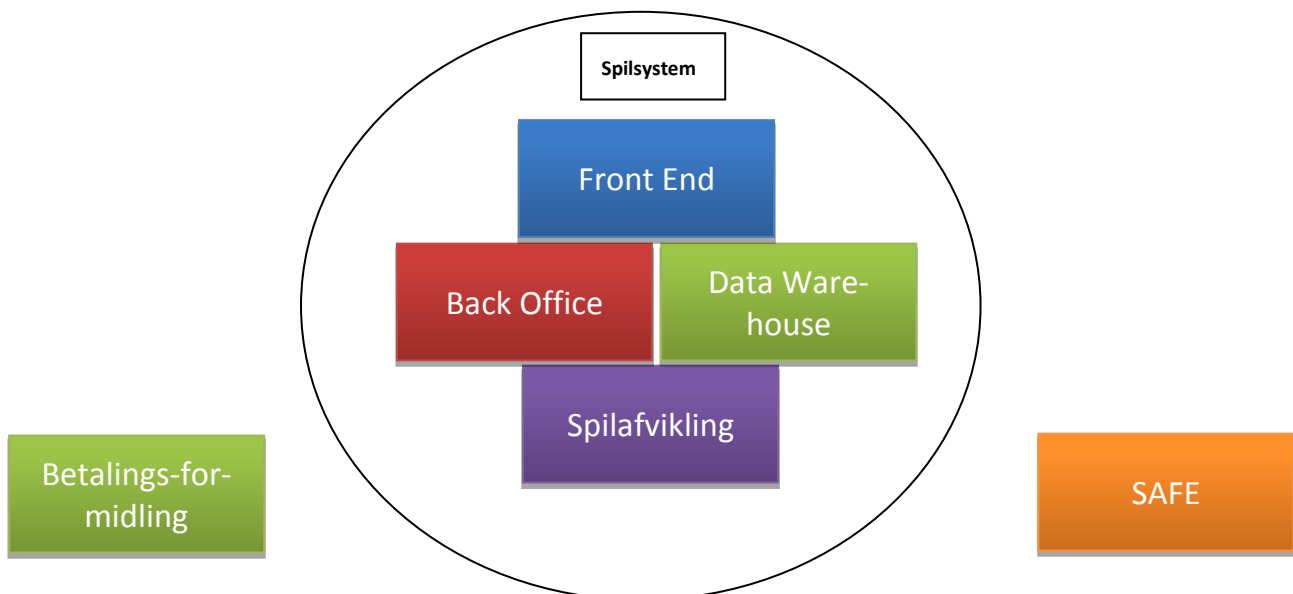 Spilsystem
Front End
Back Office
Data Ware-
house
Spilafvikling
Betalings-for-
midling
SAFE